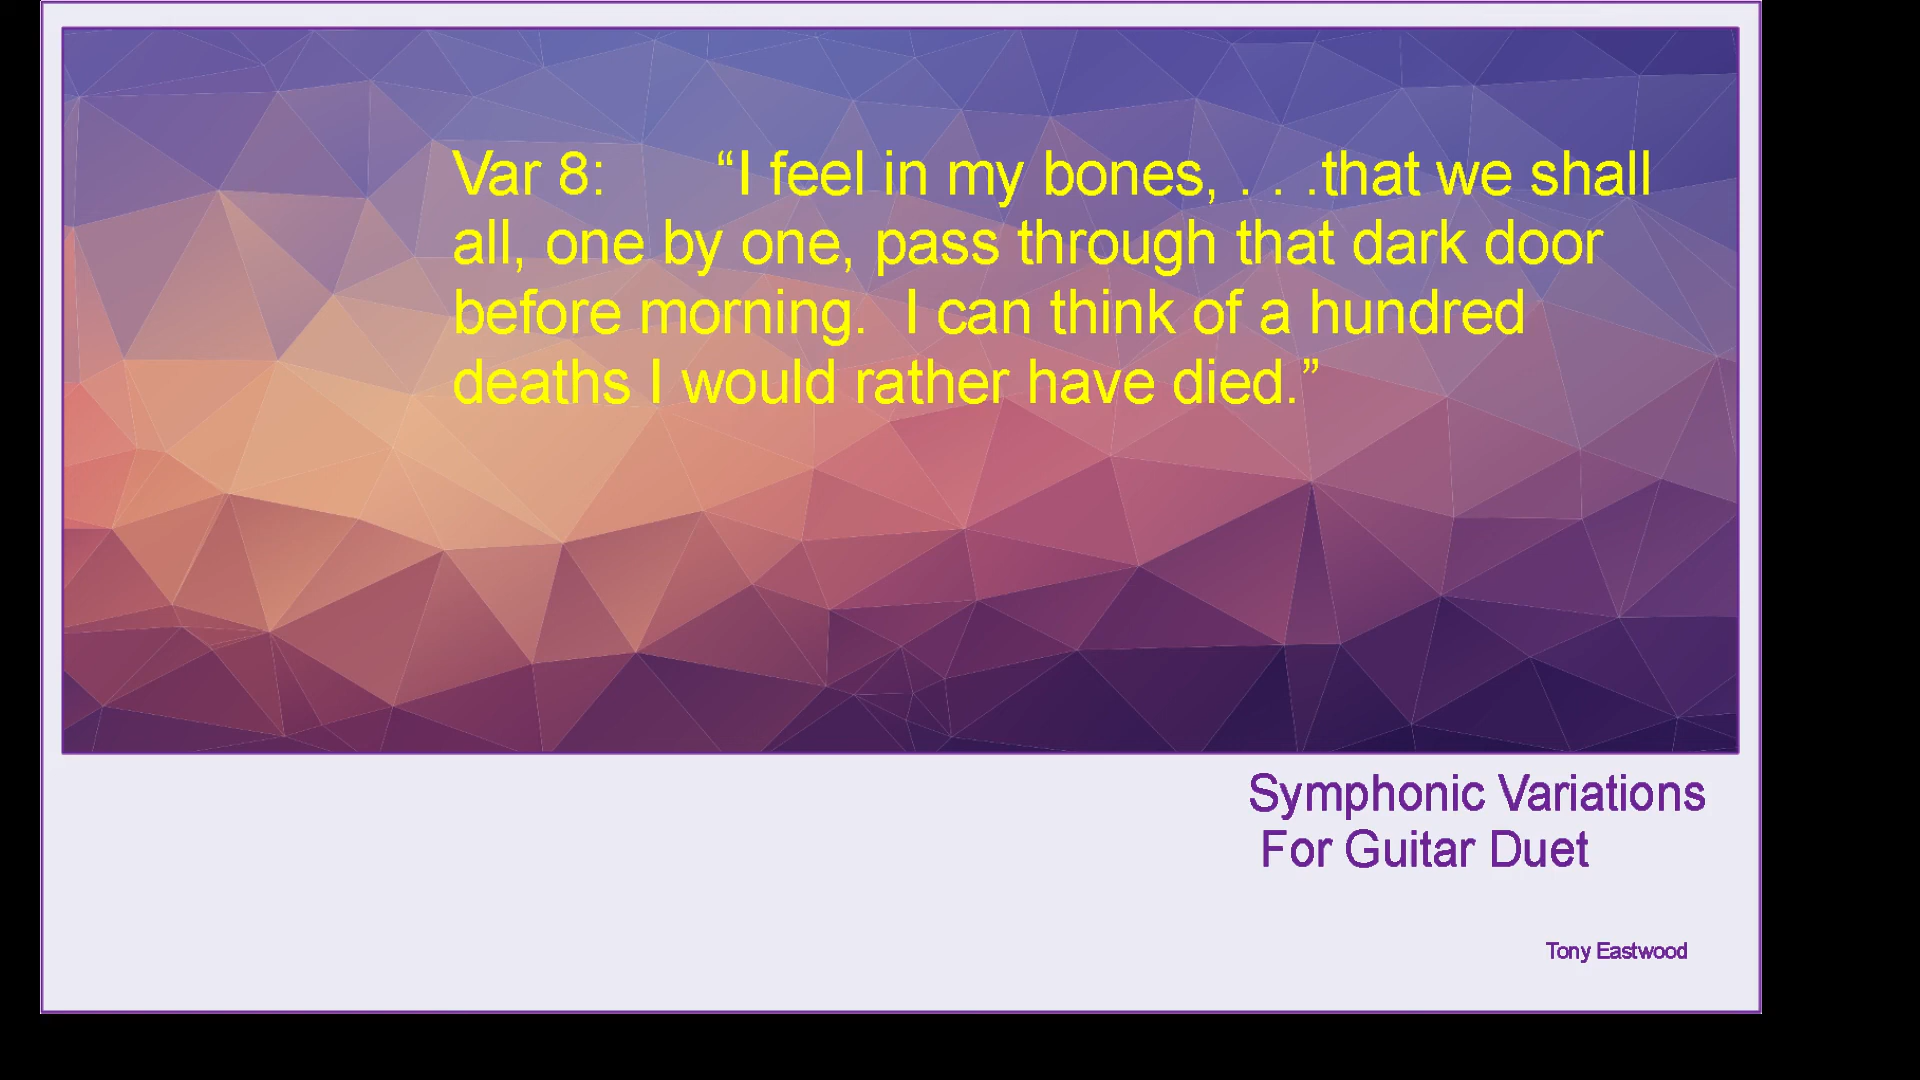 Var 8: “I feel in my bones, . . .that we shall
all, one by one, pass through that dark door
before morning. I can think of a hundred
deaths I would rather have died.”
Symphonic Variations
For Guitar Duet
Tony Eastwood